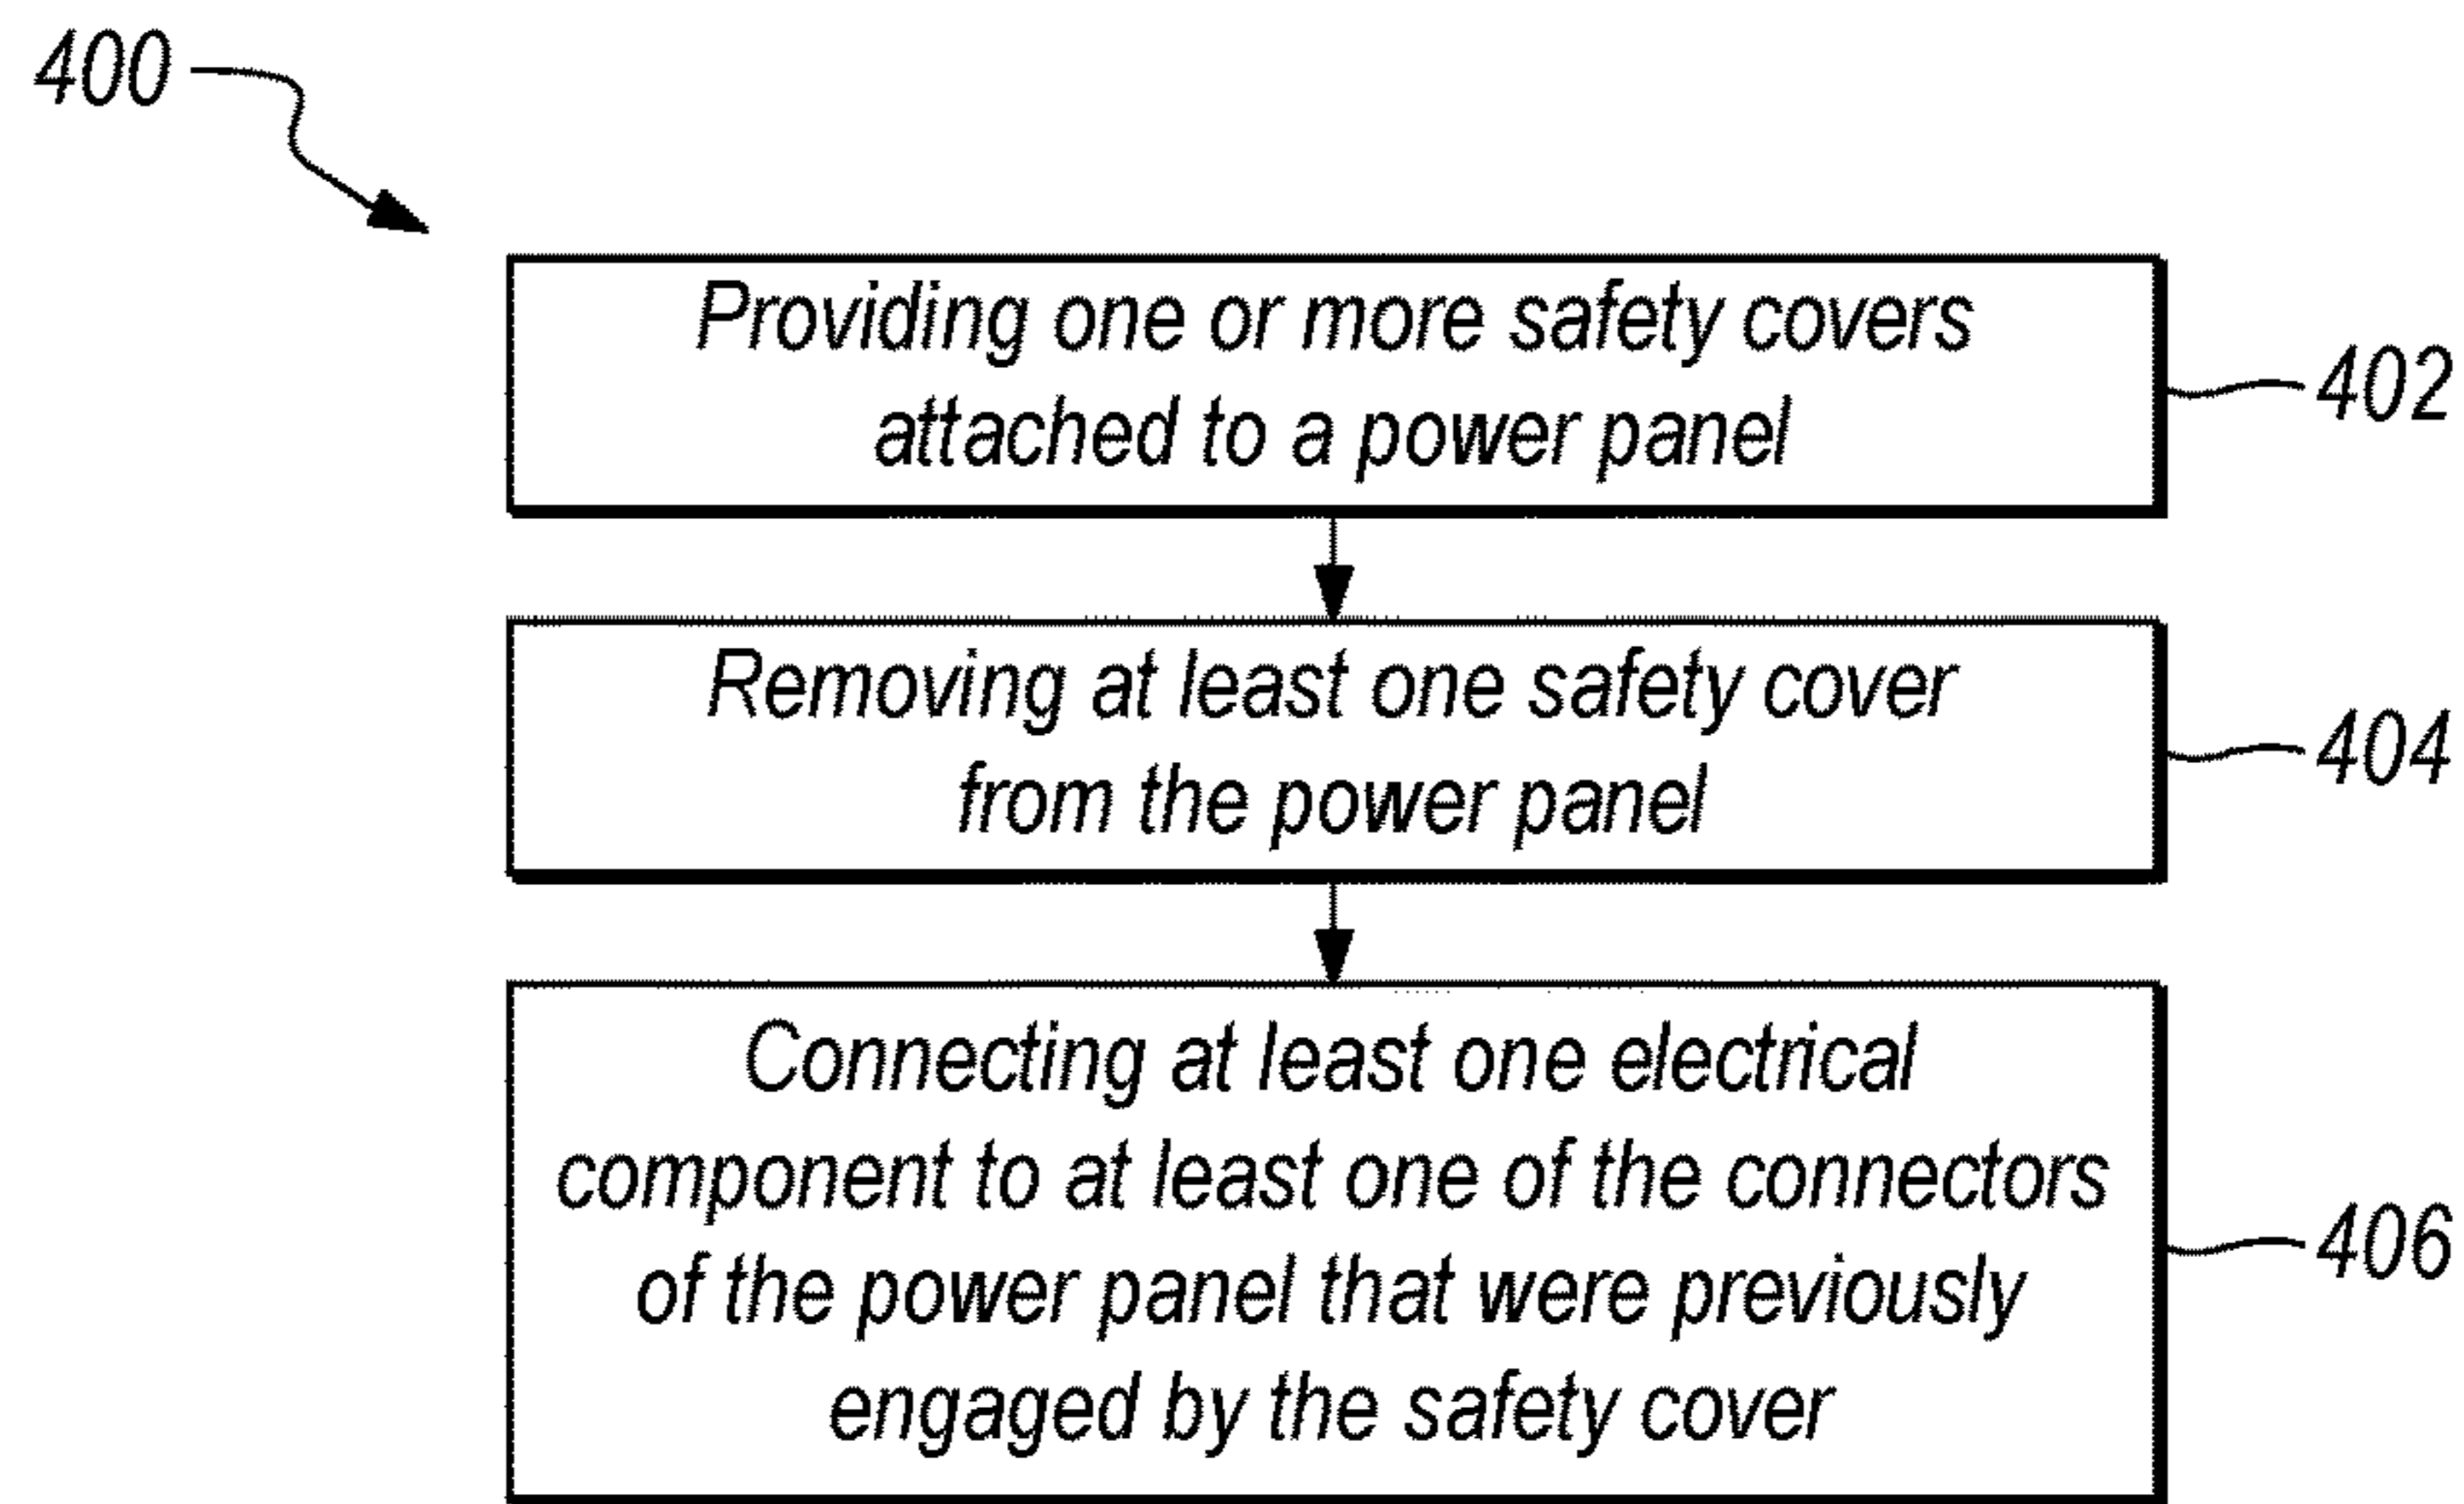 400
Providing one or more safety covers
attached to a power panel
402
Removing at least one safety cover
from the power panel
404
Connecting at least one electrical
component to at least one of the connectors
of the power panel that were previously
engaged by the safety cover
406